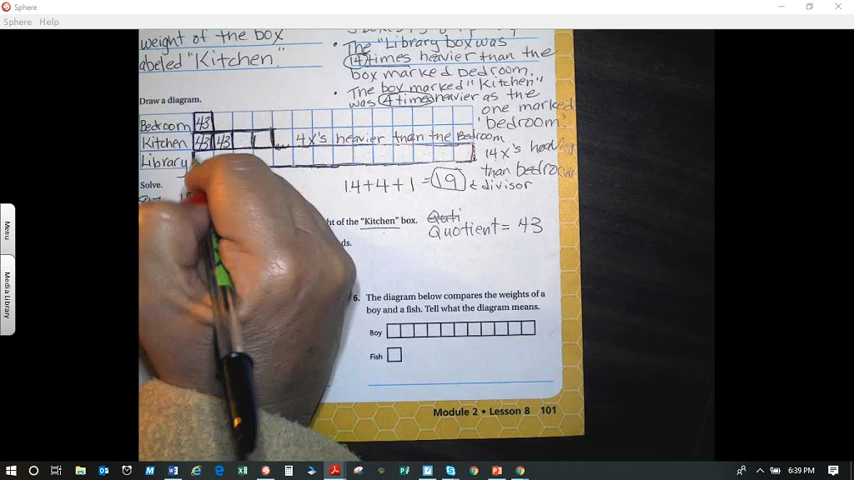 Sphere
Sphere Help
weight of the box
labeled "Kitchen."
The "Library box was
14 times heavier than the
box marked bedroom.
The box marked "Kitchen"
was 4 times heavier as the
one marked
"bedroom"
Draw a diagram.
Bedroom 43
Kitchen 43 43 4x's heavier than the Bedroom
Library
14x's
than bedroom
14+4+1 = 19 divisor
Solve.
ht of the "Kitchen" box.
Quti
Quotient = 43
ds.
6. The diagram below compares the weights of a
boy and a fish. Tell what the diagram means.
Boy
Fish
Module 2 • Lesson 8 101
Menu
Media Library
6:39 PM